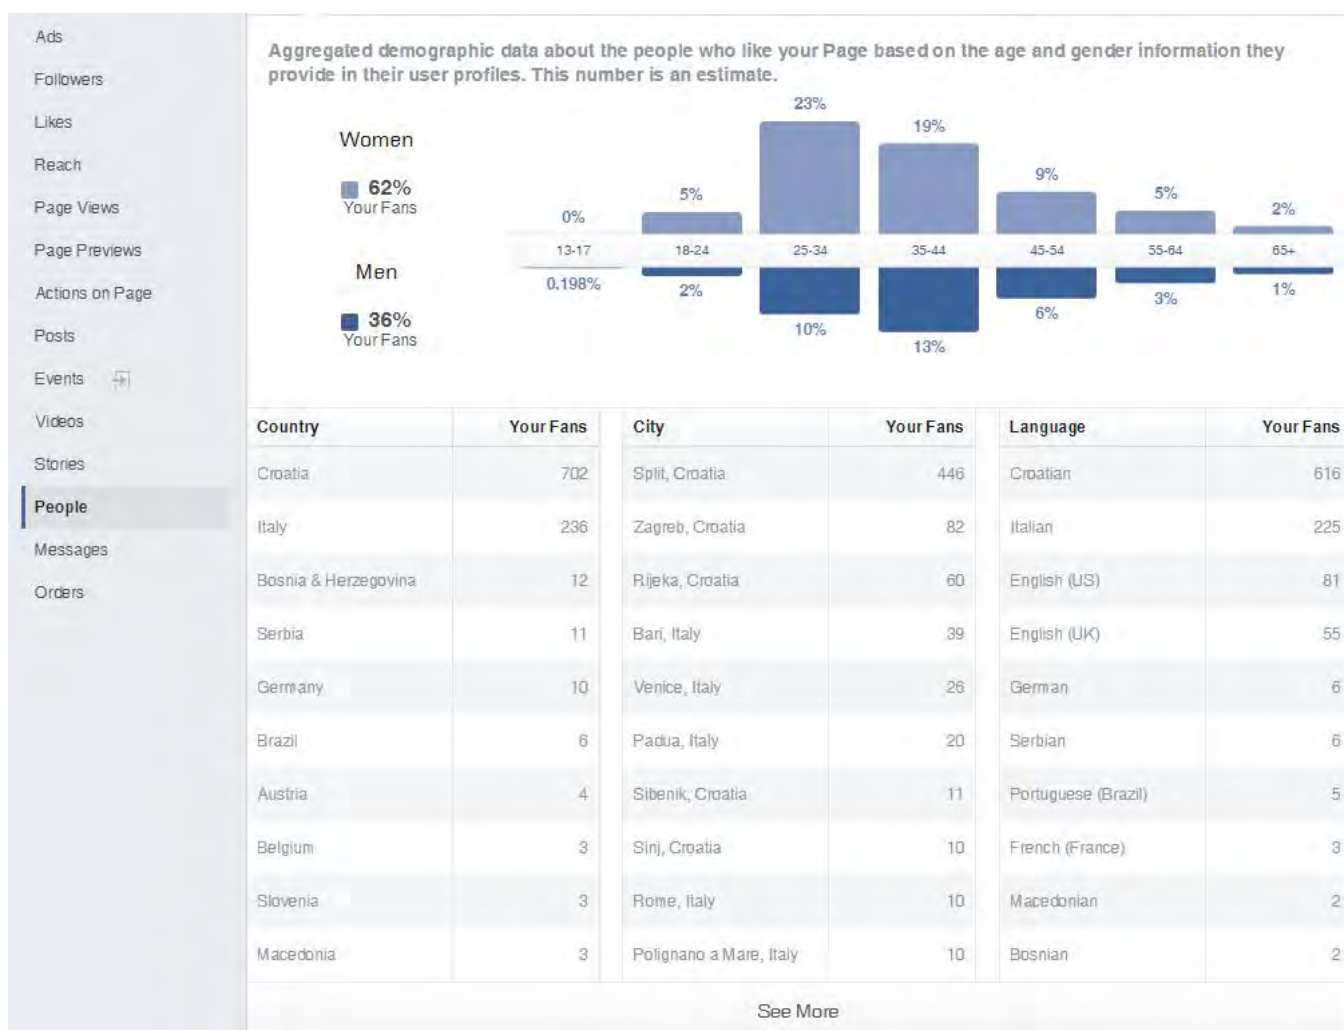 Ads
Followers
Likes
Reach
Page Views
Page Previews
Actions on Page
Posts
Events
Videos
Stories
People
Messages
Orders
Aggregated demographic data about the people who like your Page based on the age and gender information they
provide in their user profiles. This number is an estimate.
Women
62%
Your Fans
Men
36%
Your Fans
0% 5% 23% 19% 9% 5% 2%
13-17 18-24 25-34 35-44 45-54 55-64 65+
0.198% 2% 10% 13% 6% 3% 1%
Country Your Fans City Your Fans Language Your Fans
Croatia 702 Split, Croatia 446 Croatian 616
Italy 236 Zagreb, Croatia 82 Italian 225
Bosnia & Herzegovina 12 Rijeka, Croatia 60 English (US) 81
Serbia 11 Bari, Italy 39 English (UK) 55
Germany 10 Venice, Italy 26 German 6
Brazil 6 Padua, Italy 20 Serbian 6
Austria 4 Sibenik, Croatia 11 Portuguese (Brazil) 5
Belgium 3 Sinj, Croatia 10 French (France) 3
Slovenia 3 Rome, Italy 10 Macedonian 2
Macedonia 3 Polignano a Mare, Italy 10 Bosnian 2
See More